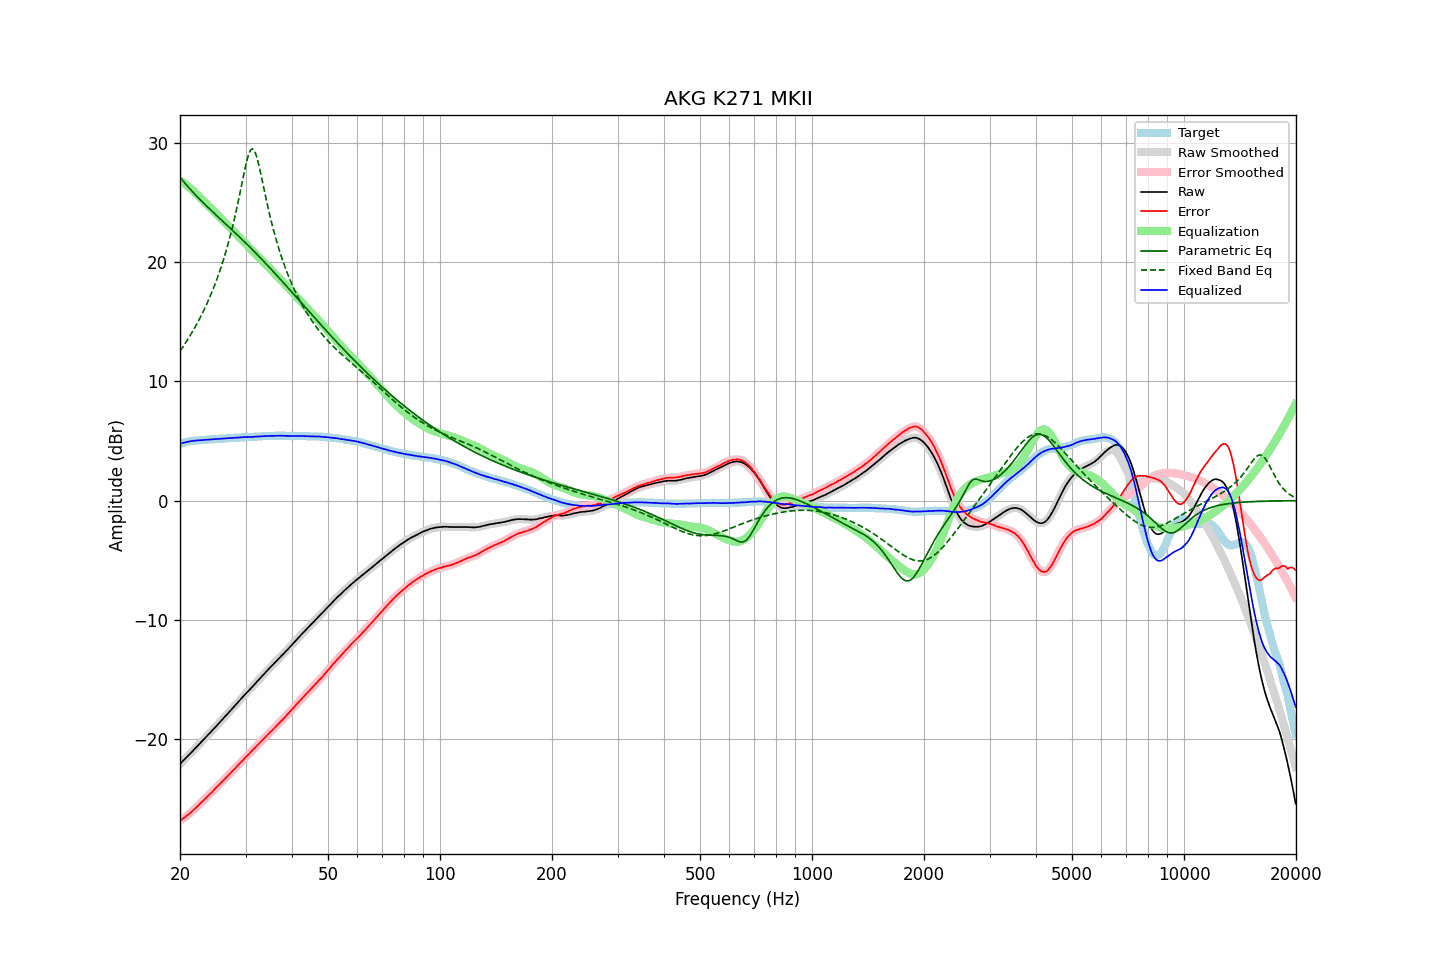 AKG K271 MKII
Amplitude (dBr)
30
20
10
0
−10
−20
20
50
100
200
500
1000
2000
5000
10000
20000
Frequency (Hz)
Target
Raw Smoothed
Error Smoothed
Raw
Error
Equalization
Parametric Eq
Fixed Band Eq
Equalized